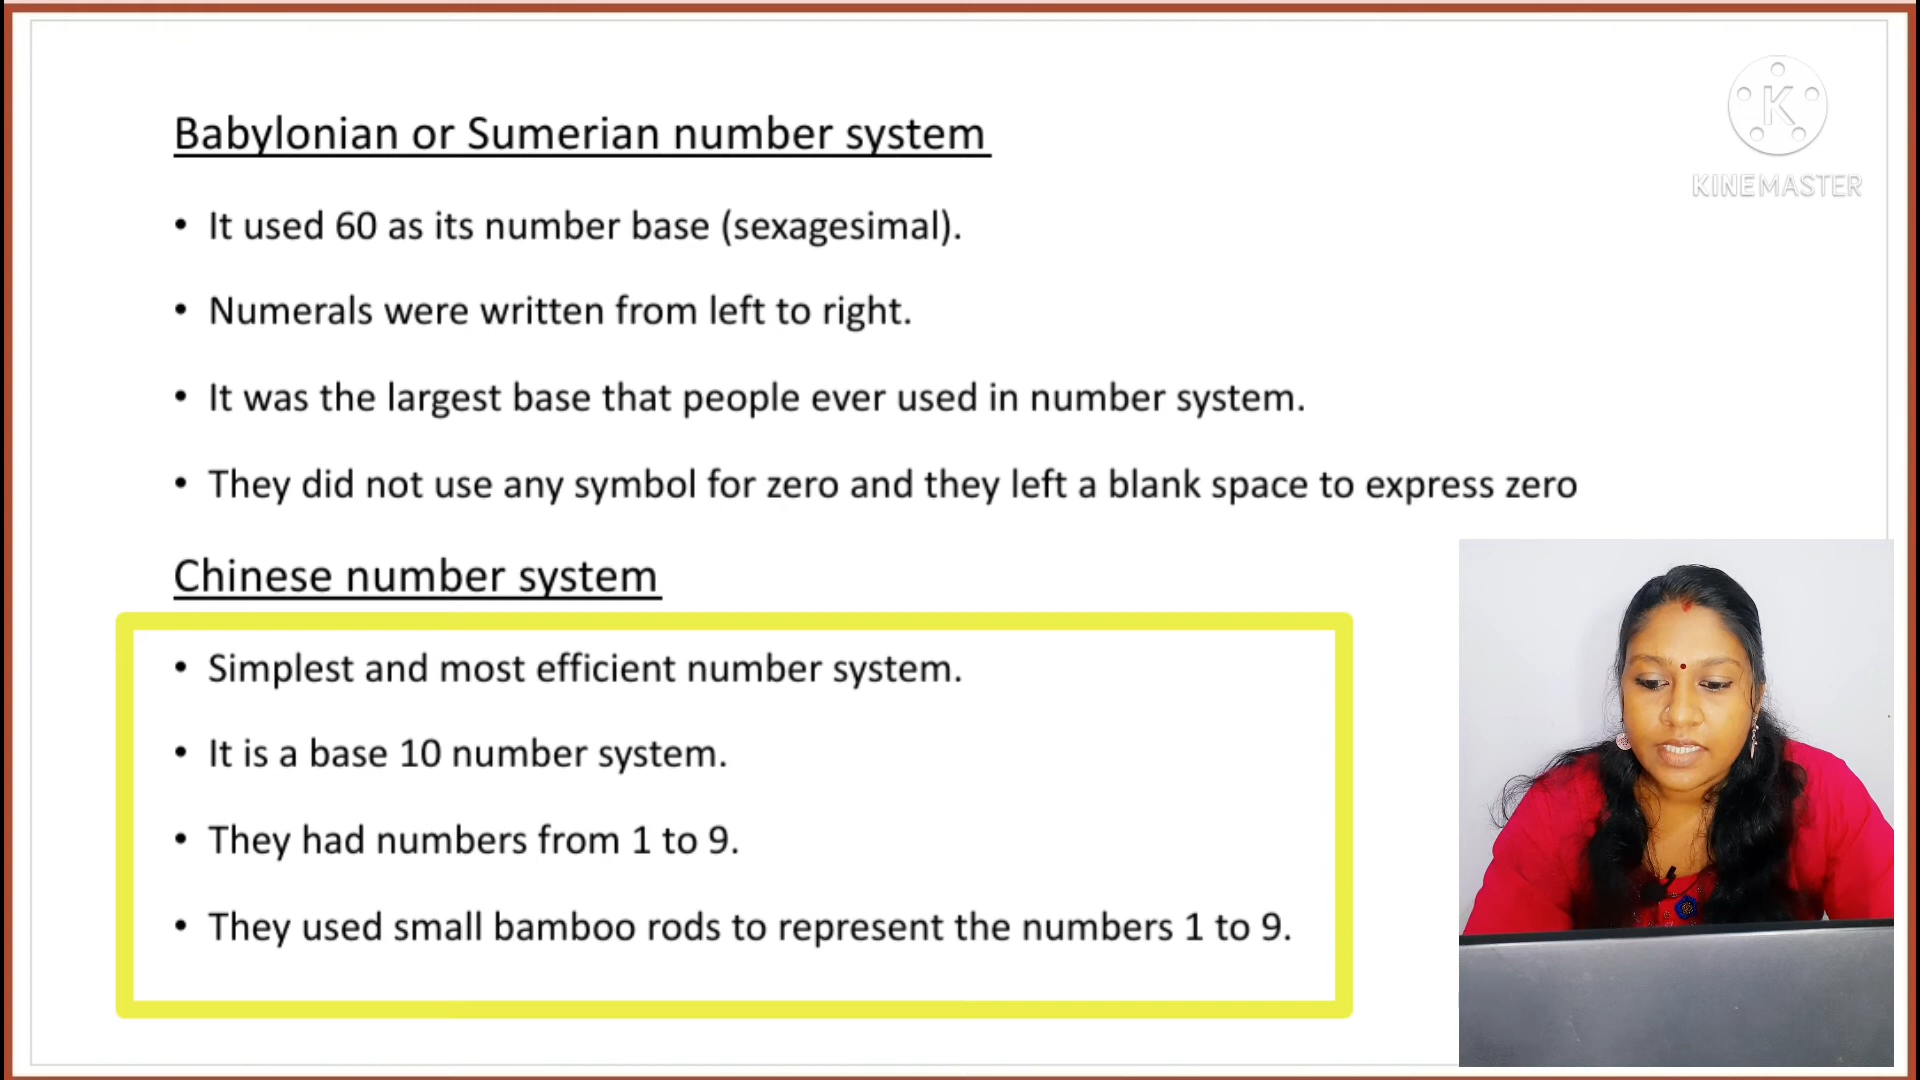 Babylonian or Sumerian number system
• It used 60 as its number base (sexagesimal).
• Numerals were written from left to right.
• It was the largest base that people ever used in number system.
• They did not use any symbol for zero and they left a blank space to express zero
Chinese number system
• Simplest and most efficient number system.
• It is a base 10 number system.
• They had numbers from 1 to 9.
• They used small bamboo rods to represent the numbers 1 to 9.
K
KINEMASTER